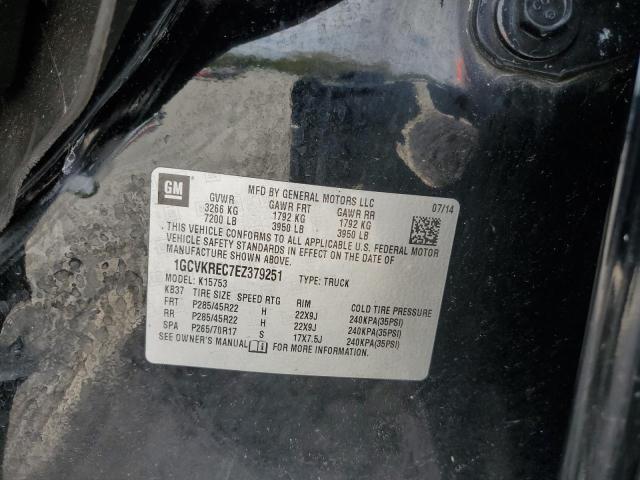 GM
MFD BY GENERAL MOTORS LLC
07/14
GVWR GAWR FRT GAWR RR
3266 KG 1792 KG 1792 KG
7200 LB 3950 LB 3950 LB
THIS VEHICLE CONFORMS TO ALL APPLICABLE U.S. FEDERAL MOTOR
VEHICLE SAFETY STANDARDS IN EFFECT ON THE DATE OF
MANUFACTURE SHOWN ABOVE.
1GCVKREC7EZ379251 TYPE: TRUCK
MODEL: K15753
KB37 TIRE SIZE SPEED RTG RIM COLD TIRE PRESSURE
FRT P285/45R22 H 22X9J 240KPA(35PSI)
RR P285/45R22 H 22X9J 240KPA(35PSI)
SPA P265/70R17 S 17X7.5J 240KPA(35PSI)
SEE OWNER'S MANUAL FOR MORE INFORMATION.